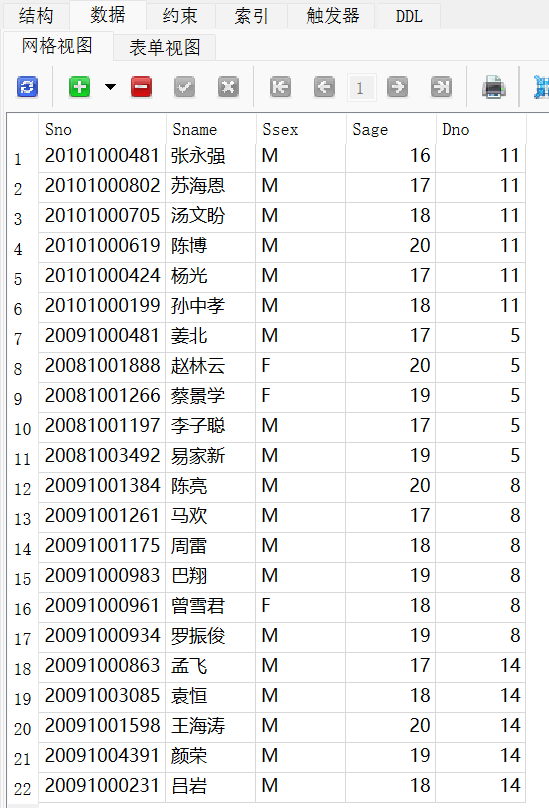 结构 数据 约束 索引 触发器 DDL
网格视图 表单视图
1
Sno Sname Ssex Sage Dno
1 20101000481 张永强 M 16 11
2 20101000802 苏海恩 M 17 11
3 20101000705 汤文盼 M 18 11
4 20101000619 陈博 M 20 11
5 20101000424 杨光 M 17 11
6 20101000199 孙中孝 M 18 11
7 20091000481 姜北 M 17 5
8 20081001888 赵林云 F 20 5
9 20081001266 蔡景学 F 19 5
10 20081001197 李子聪 M 17 5
11 20081003492 易家新 M 19 5
12 20091001384 陈亮 M 20 8
13 20091001261 马欢 M 17 8
14 20091001175 周雷 M 18 8
15 20091000983 巴翔 M 19 8
16 20091000961 曾雪君 F 18 8
17 20091000934 罗振俊 M 19 8
18 20091000863 孟飞 M 17 14
19 20091003085 袁恒 M 18 14
20 20091001598 王海涛 M 20 14
21 20091004391 颜荣 M 19 14
22 20091000231 吕岩 M 18 14